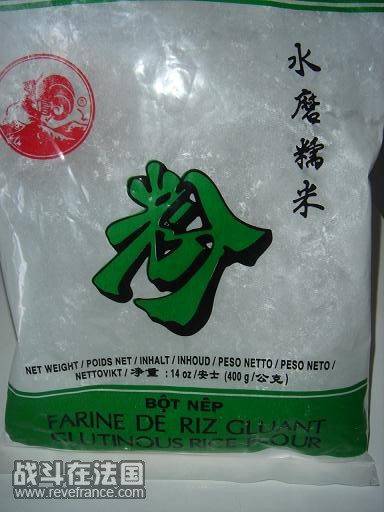 水磨糯米
粉
NET WEIGHT / POIDS NET / INHALT / INHOUD / PESO NETTO / PESO NETO /
NETTOVIKT / 净重 : 14 oz /安士 (400 g /公克)
BỘT NẾP
FARINE DE RIZ GLUANT
GLUTINOUS RICE FLOUR
战斗在法国
www.revefrance.com